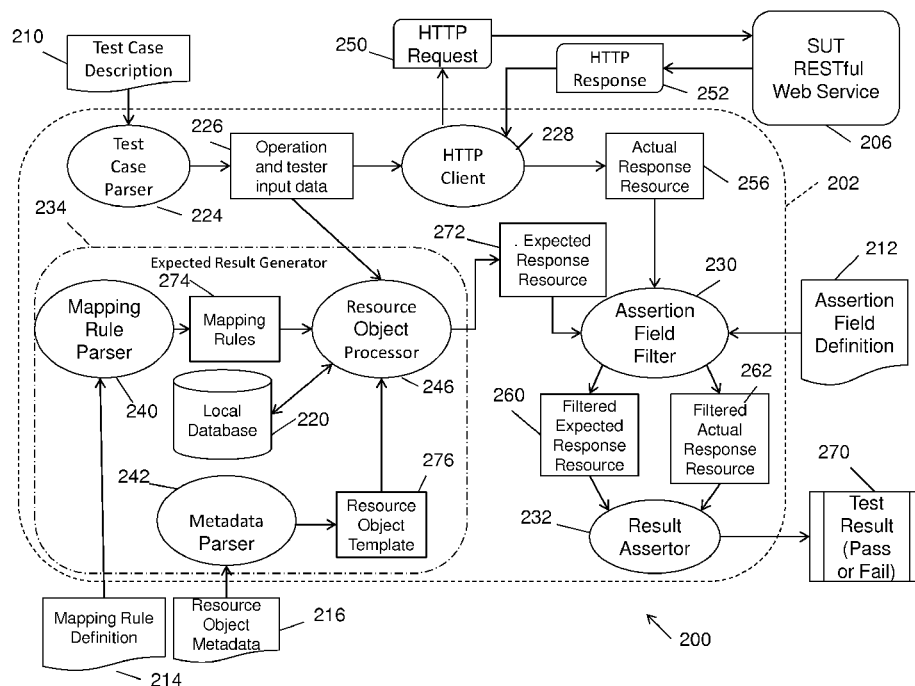 210
Test Case
Description
250
HTTP
Request
HTTP
Response
252
SUT
RESTful
Web Service
206
226
Test
Case
Parser
224
Operation
and tester
input data
228
HTTP
Client
Actual
Response
Resource
256
202
234
Expected Result Generator
272
. Expected
Response
Resource
230
212
274
Mapping
Rule
Parser
240
Mapping
Rules
Resource
Object
Processor
246
Assertion
Field
Filter
Assertion
Field
Definition
Local
Database
220
260
262
Filtered
Expected
Response
Resource
Filtered
Actual
Response
Resource
242
276
270
Metadada
Parser
Resource
Object
Template
232
Result
Assertor
Test
Result
(Pass
or Fail)
Mapping Rule
Definition
214
Resource
Object
Metadata
216
200